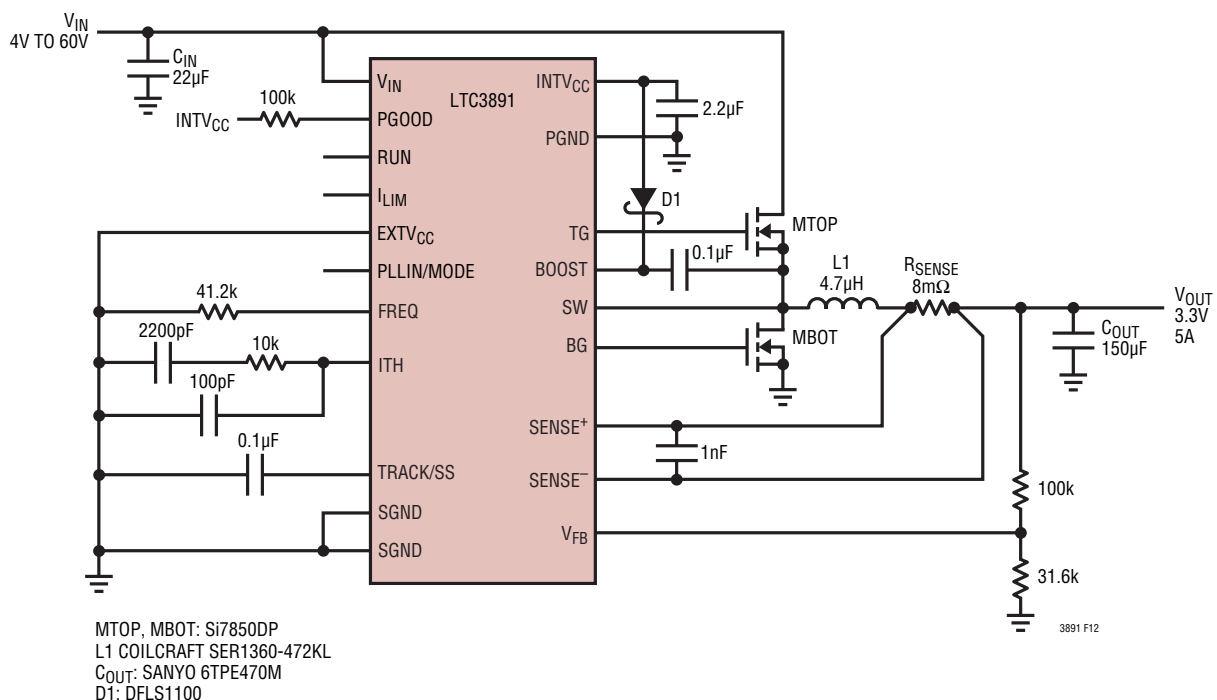 VIN
4V TO 60V
CIN
22µF
100k
INTVCC
VIN
PGOOD
RUN
ILIM
EXTVCC
PLLIN/MODE
FREQ
ITH
TRACK/SS
SGND
SGND
LTC3891
INTVCC
PGND
TG
BOOST
SW
BG
SENSE+
SENSE–
VFB
41.2k
2200pF
10k
100pF
0.1µF
2.2µF
D1
0.1µF
MTOP
MBOT
L1
4.7µH
RSENSE
8mΩ
VOUT
3.3V
5A
COUT
150µF
1nF
100k
31.6k
3891 F12
MTOP, MBOT: Si7850DP
L1 COILCRAFT SER1360-472KL
COUT: SANYO 6TPE470M
D1: DFLS1100